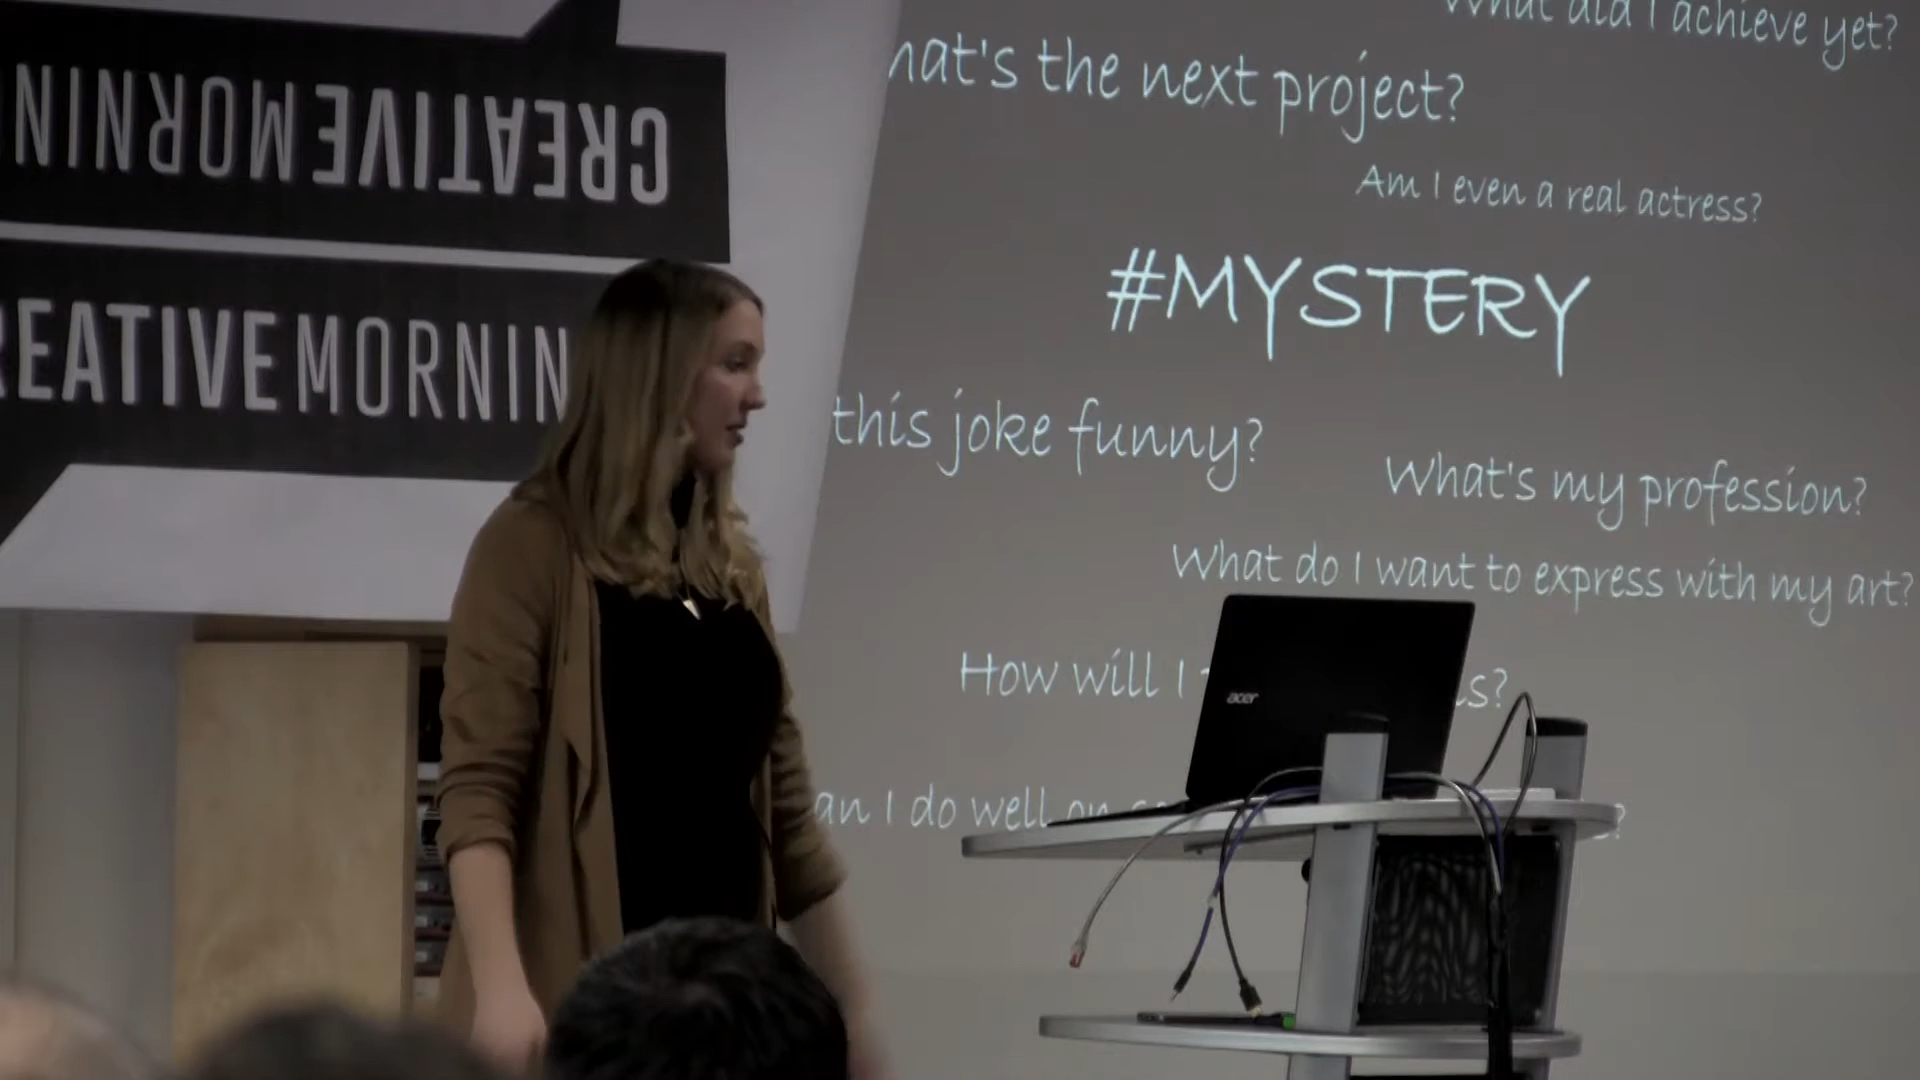 CREATIVEMORNIN
REATIVEMORNIN
What did I achieve yet?
hat's the next project?
Am I even a real actress?
#MYSTERY
this joke funny?
What's my profession?
What do I want to express with my art?
How will I
s?
acer
an I do well on
?